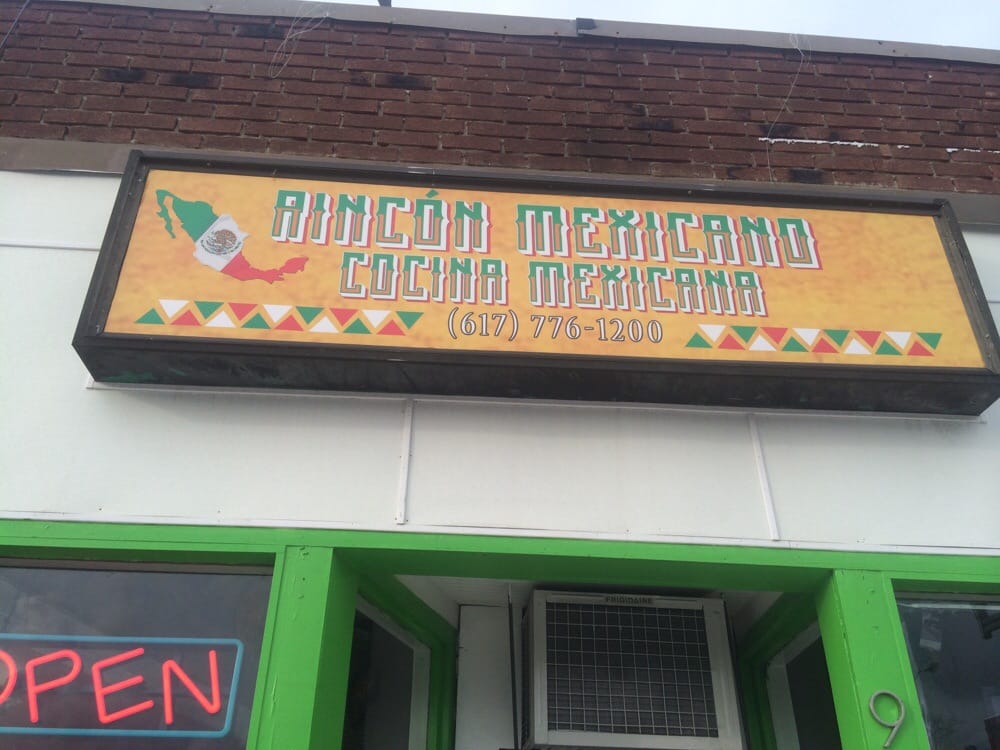 RINCÓN MEXICANO
COCINA MEXICANA
(617) 776-1200
FRIGIDAIRE
OPEN
9